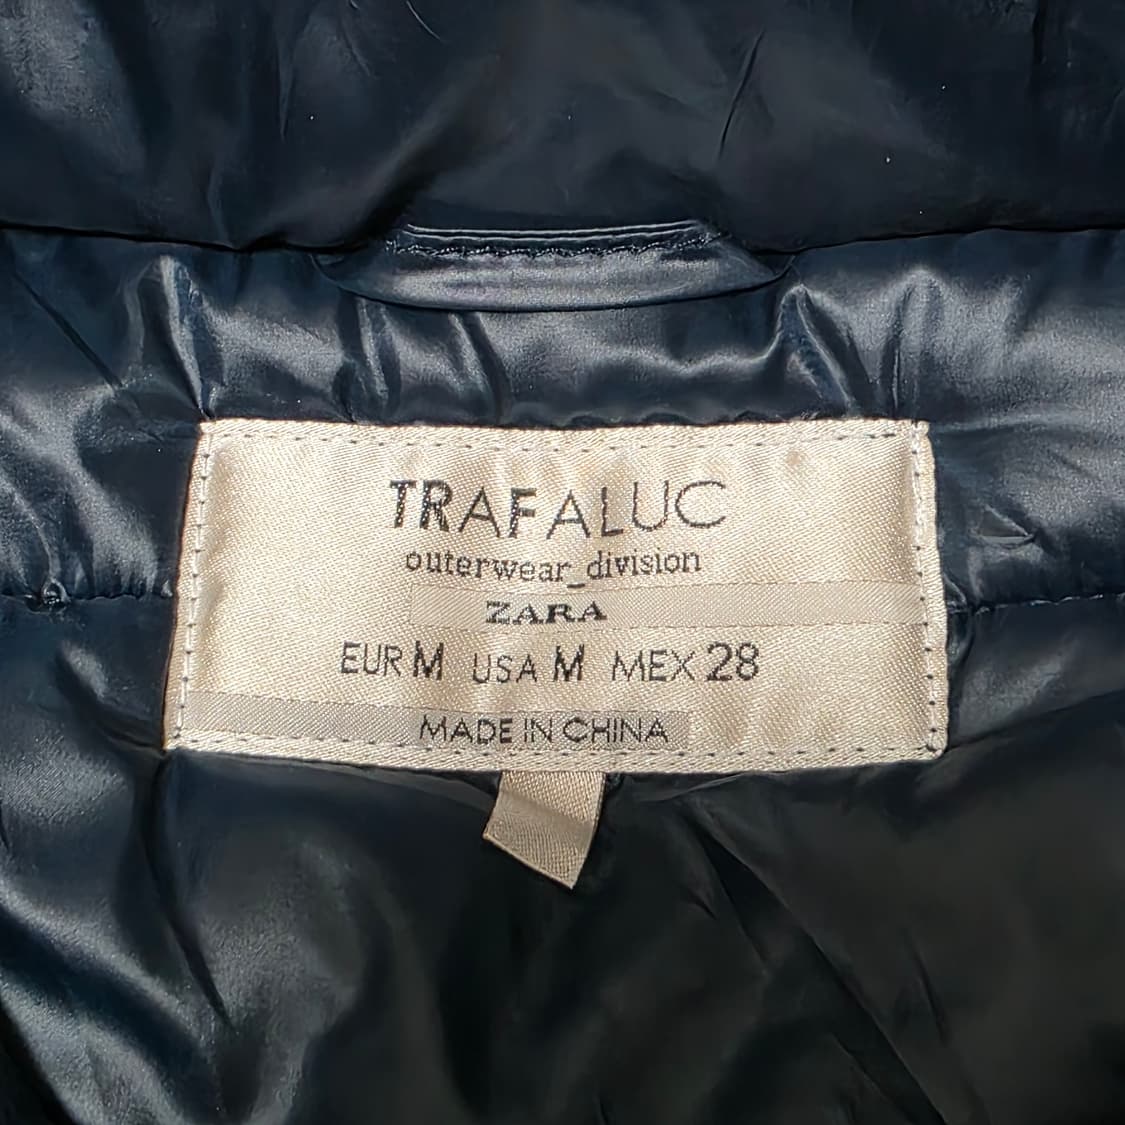 TRAFALUC
outerwear_division
ZARA
EUR M USA M MEX 28
MADE IN CHINA